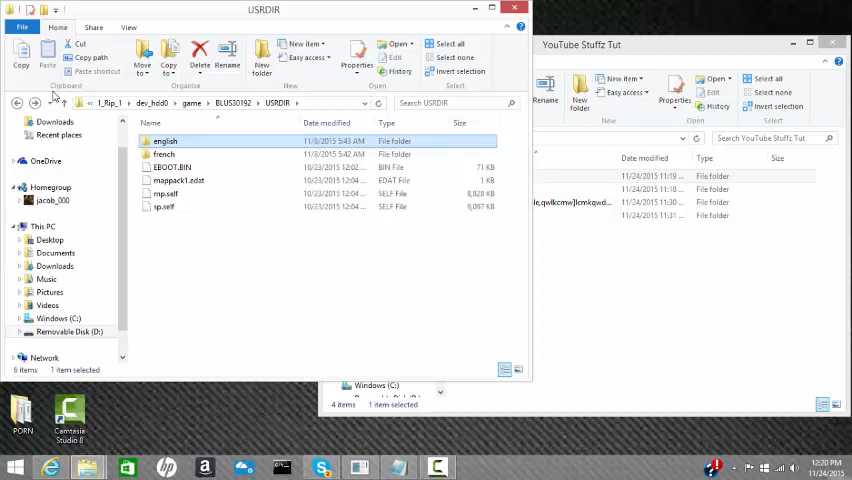 USRDIR
YouTube Stuffz Tut
File Home Share View
Copy Paste Cut Copy path Paste shortcut Move to Copy to Delete Rename New folder New item Easy access Properties Open Edit History Select all Select none Invert selection
Clipboard Organize New Open Select
1_Rip_1 dev_hdd0 game BLUS30192 USRDIR Search USRDIR
New item Easy access Properties Open Edit History Select all Select none Invert selection
New Open Select
Search YouTube Stuffz Tut
Name Date modified Type Size
english 11/8/2015 5:43 AM File folder
french 11/8/2015 5:42 AM File folder
EBOOT.BIN 10/23/2015 12:02 ... BIN File 71 KB
mappack1.edat 10/23/2015 12:04 ... EDAT File 1 KB
mp.self 10/23/2015 12:04 ... SELF File 8,828 KB
sp.self 10/23/2015 12:04 ... SELF File 9,097 KB
Date modified Type Size
11/24/2015 11:19 ... File folder
11/24/2015 11:18 ... File folder
le,qwlkcmw]lcmkqwd... 11/24/2015 11:30 ... File folder
11/24/2015 11:31 ... File folder
Downloads
Recent places
OneDrive
Homegroup
jacob_000
This PC
Desktop
Documents
Downloads
Music
Pictures
Videos
Windows (C:)
Removable Disk (D:)
Network
6 items 1 item selected
Windows (C:)
4 items 1 item selected
PORN
Camtasia Studio 8
12:20 PM
11/24/2015